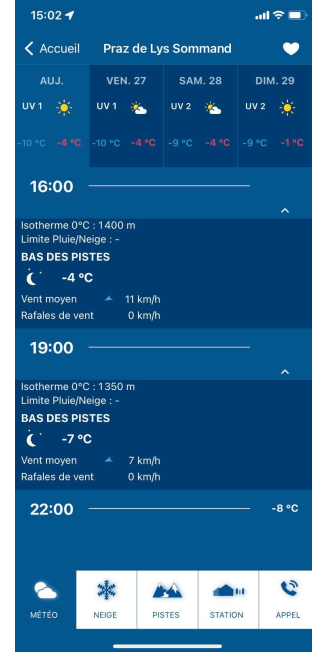 15:02
Accueil Praz de Lys Sommand
AUJ. VEN. 27 SAM. 28 DIM. 29
UV 1 UV 1 UV 2 UV 2
-10 °C -4 °C -10 °C -4 °C -9 °C -4 °C -9 °C -1 °C
16:00
Isotherme 0°C : 1400 m
Limite Pluie/Neige : -
BAS DES PISTES
-4 °C
Vent moyen 11 km/h
Rafales de vent 0 km/h
19:00
Isotherme 0°C : 1350 m
Limite Pluie/Neige : -
BAS DES PISTES
-7 °C
Vent moyen 7 km/h
Rafales de vent 0 km/h
22:00 -8 °C
MÉTÉO NEIGE PISTES STATION APPEL